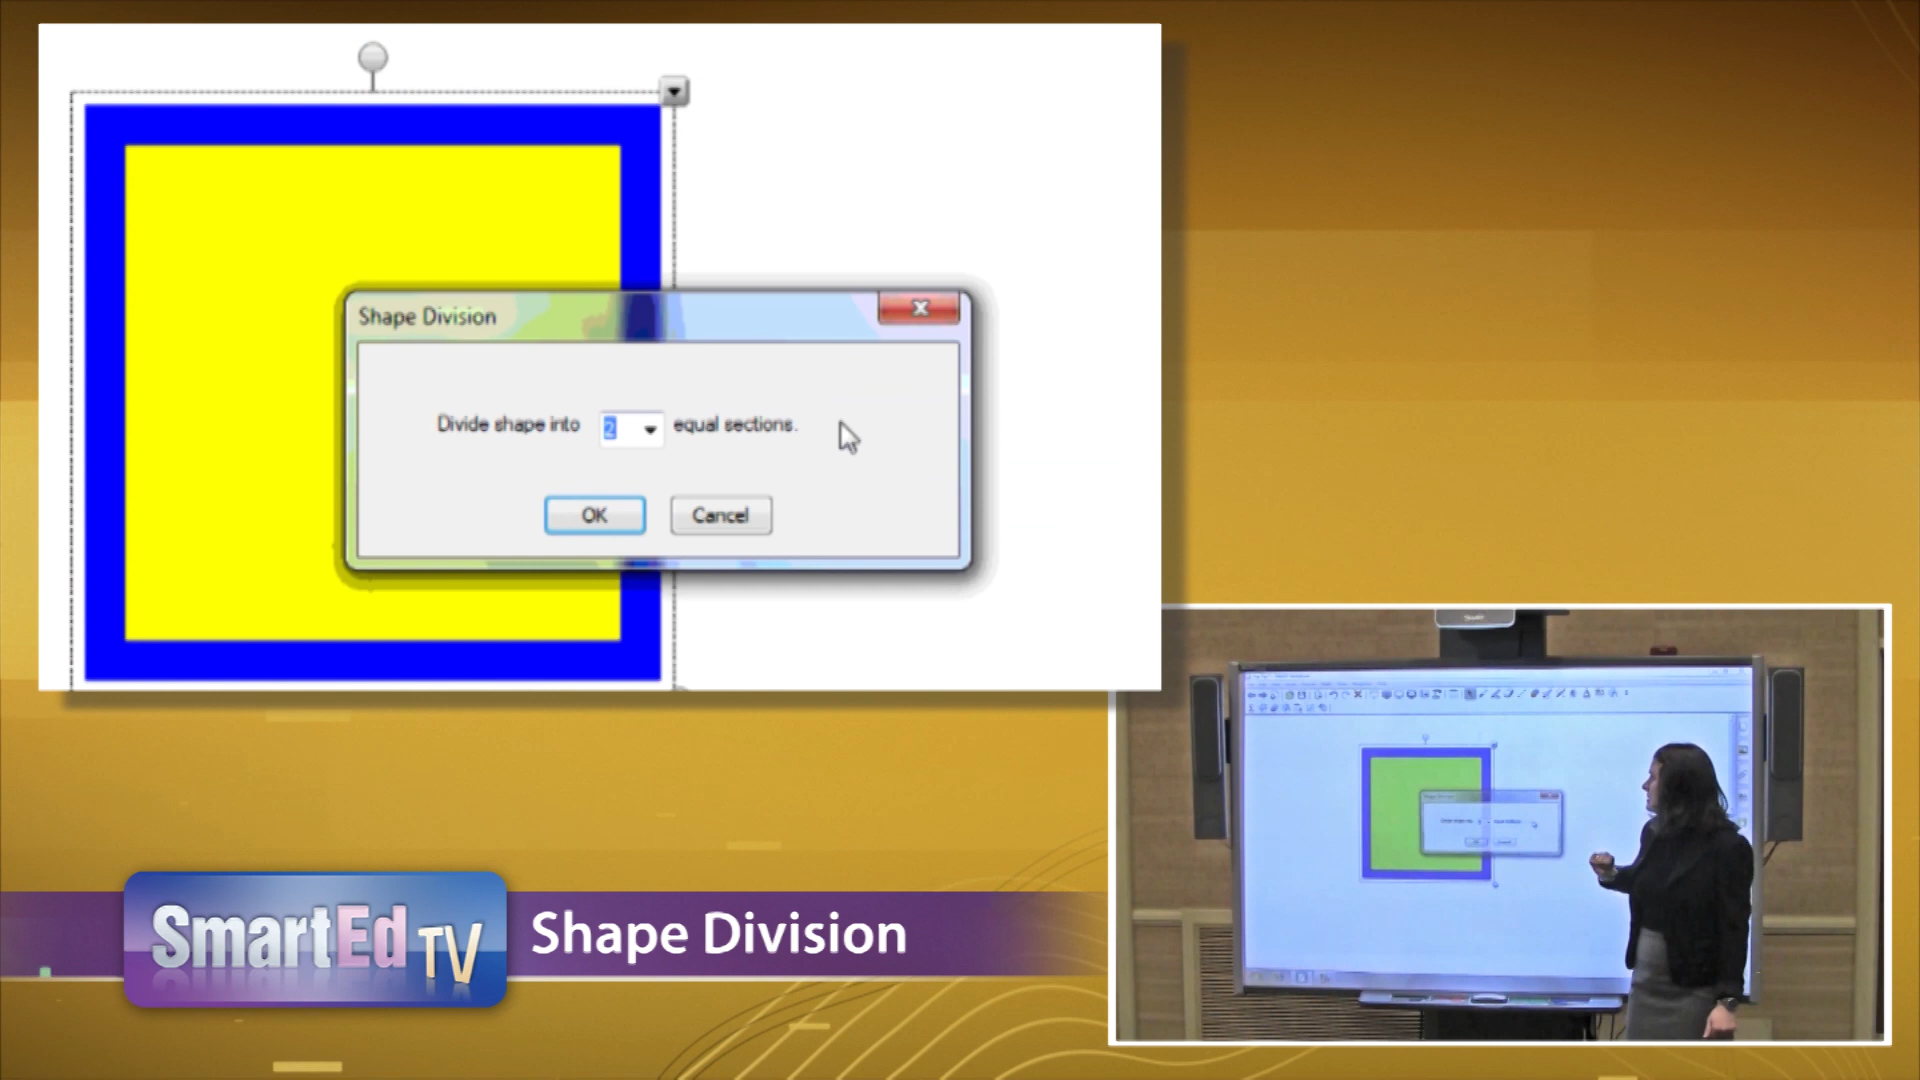 Shape Division
Divide shape into 2 equal sections.
OK Cancel
SmartEd TV Shape Division